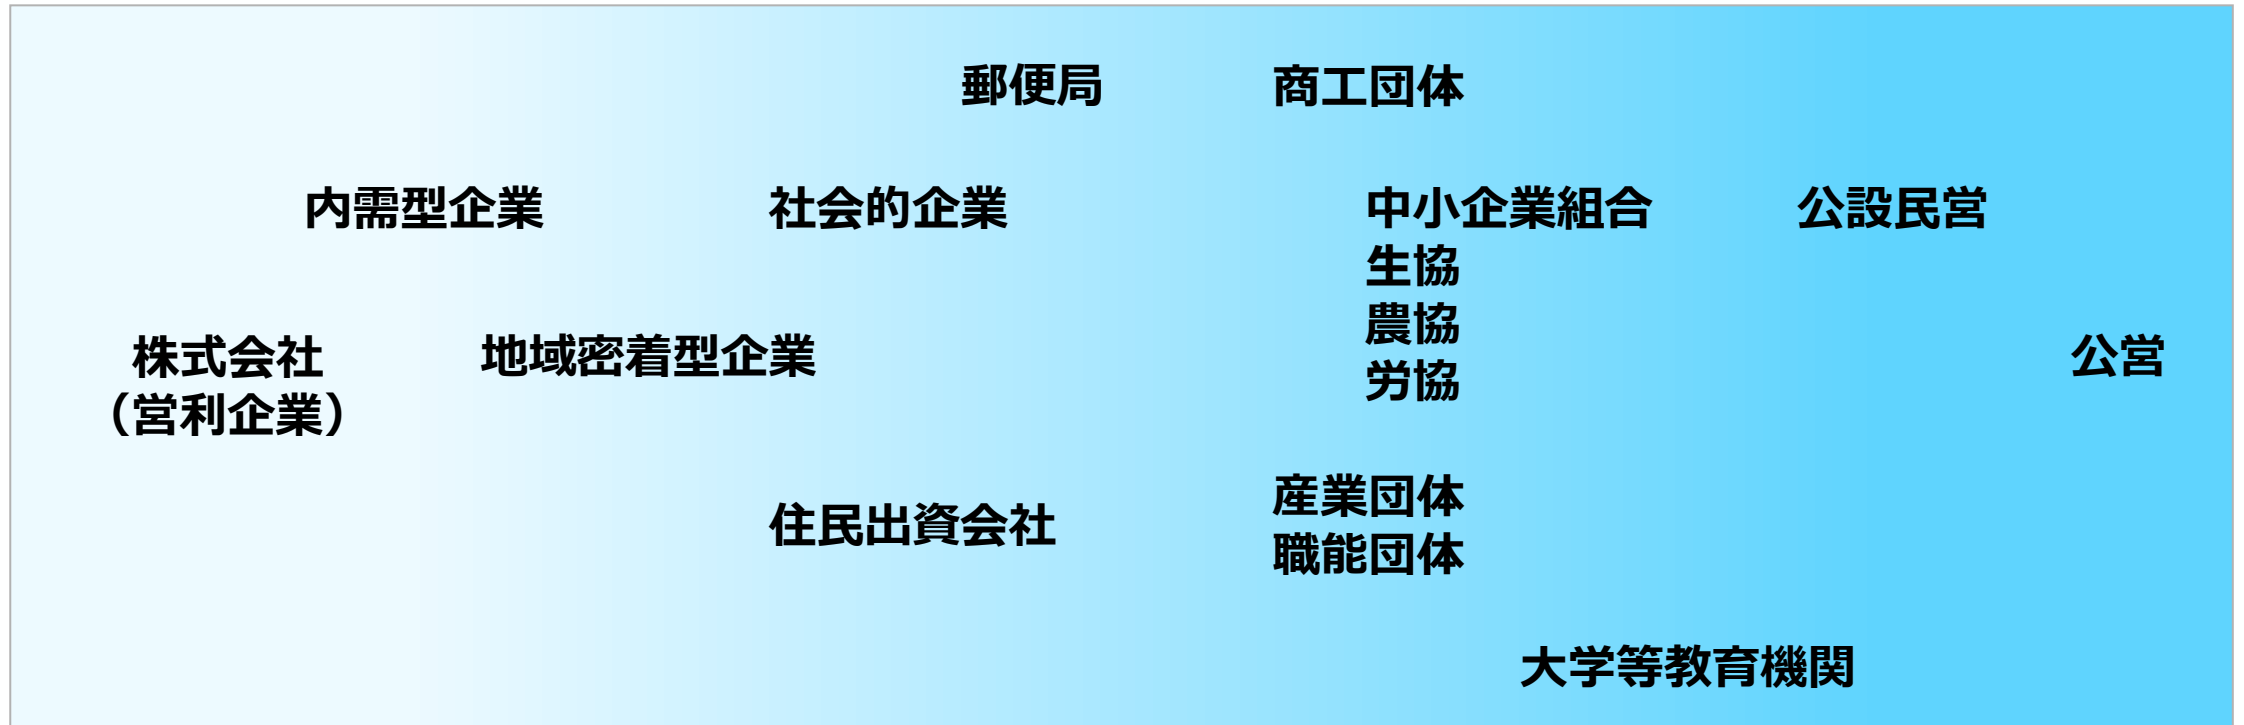 郵便局
商工団体
内需型企業
社会的企業
中小企業組合
生協
農協
労協
公設民営
株式会社
（営利企業）
地域密着型企業
公営
住民出資会社
産業団体
職能団体
大学等教育機関